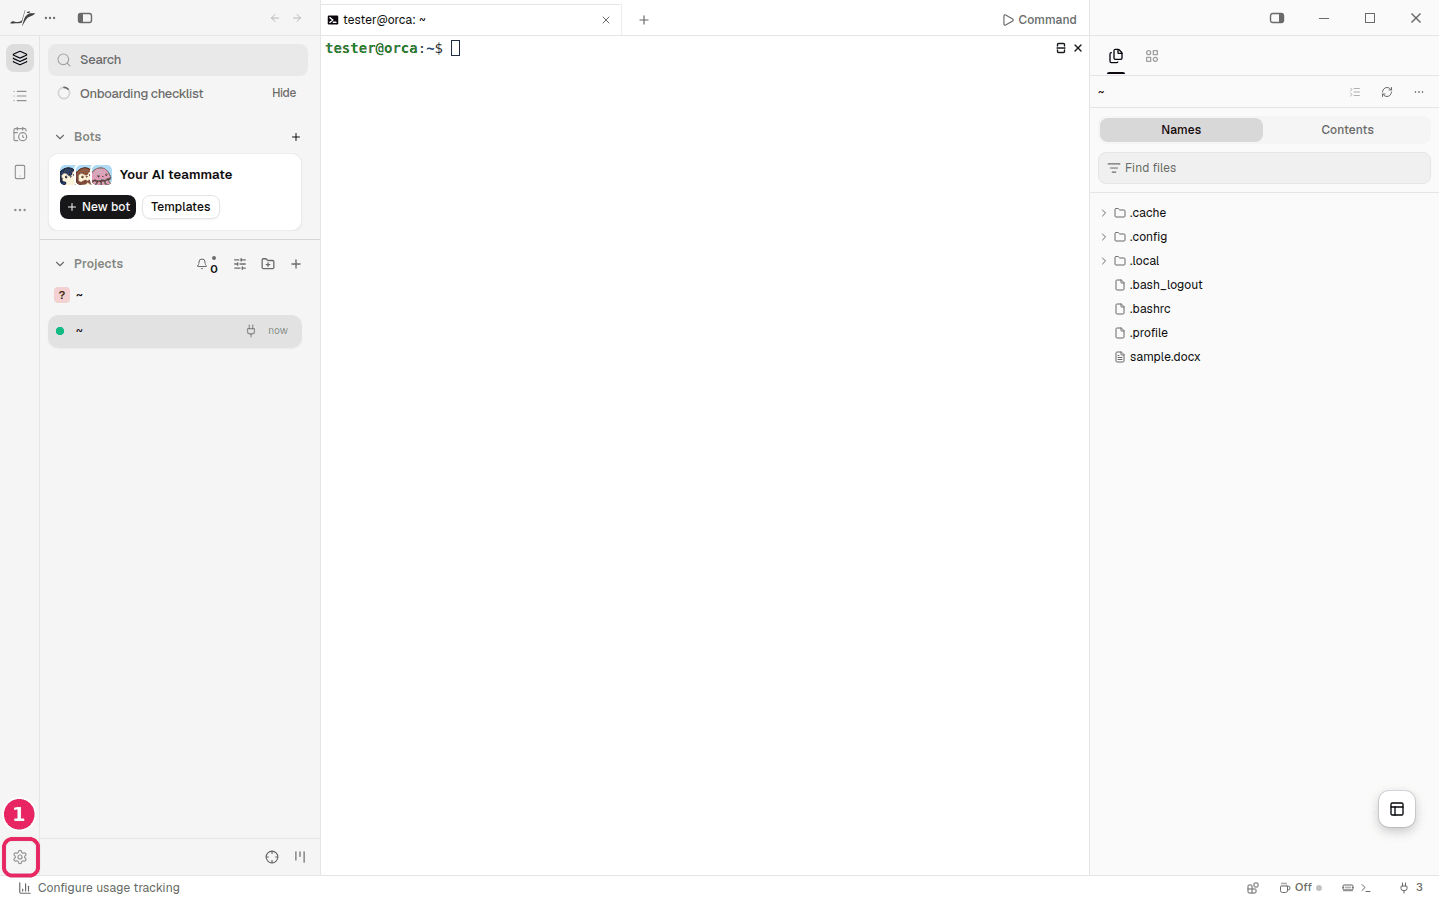 tester@orca: ~
Command
Search
Onboarding checklist
Hide
Bots
Your AI teammate
New bot
Templates
Projects
0
? ~
~
now
1
Configure usage tracking
tester@orca:~$
~
Names
Contents
Find files
.cache
.config
.local
.bash_logout
.bashrc
.profile
sample.docx
Off
3